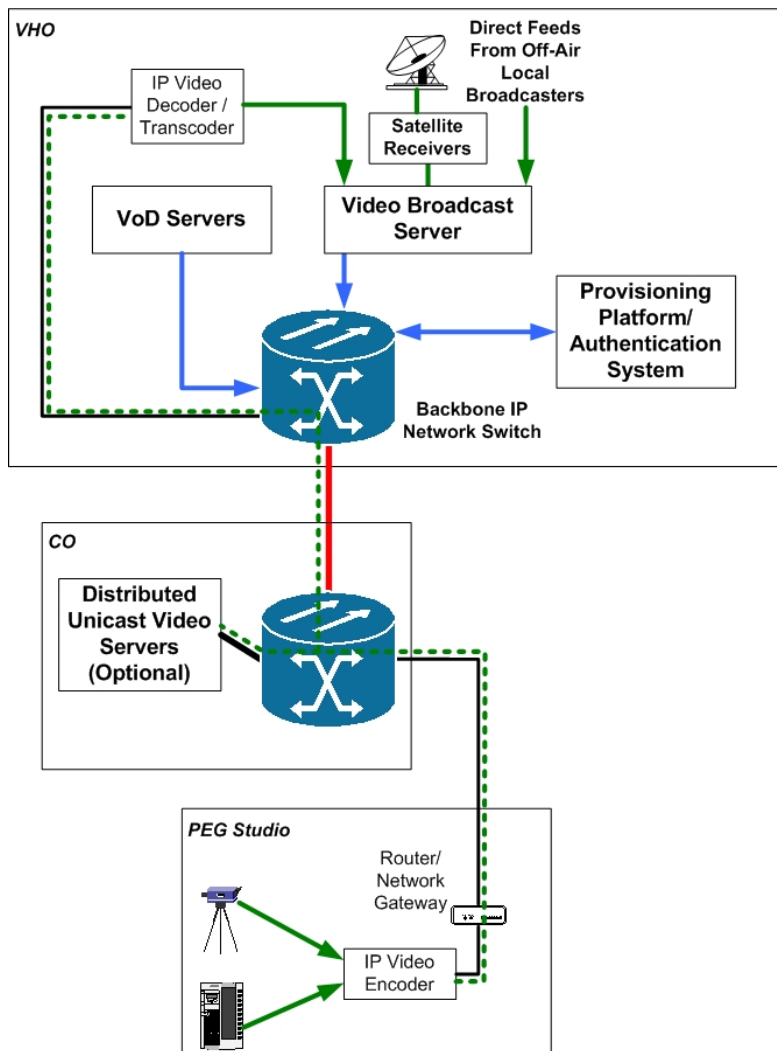 VHO
IP Video
Decoder /
Transcoder
Direct Feeds
From Off-Air
Local
Broadcasters
Satellite
Receivers
VoD Servers
Video Broadcast
Server
Provisioning
Platform/
Authentication
System
Backbone IP
Network Switch
CO
Distributed
Unicast Video
Servers
(Optional)
PEG Studio
Router/
Network
Gateway
IP Video
Encoder